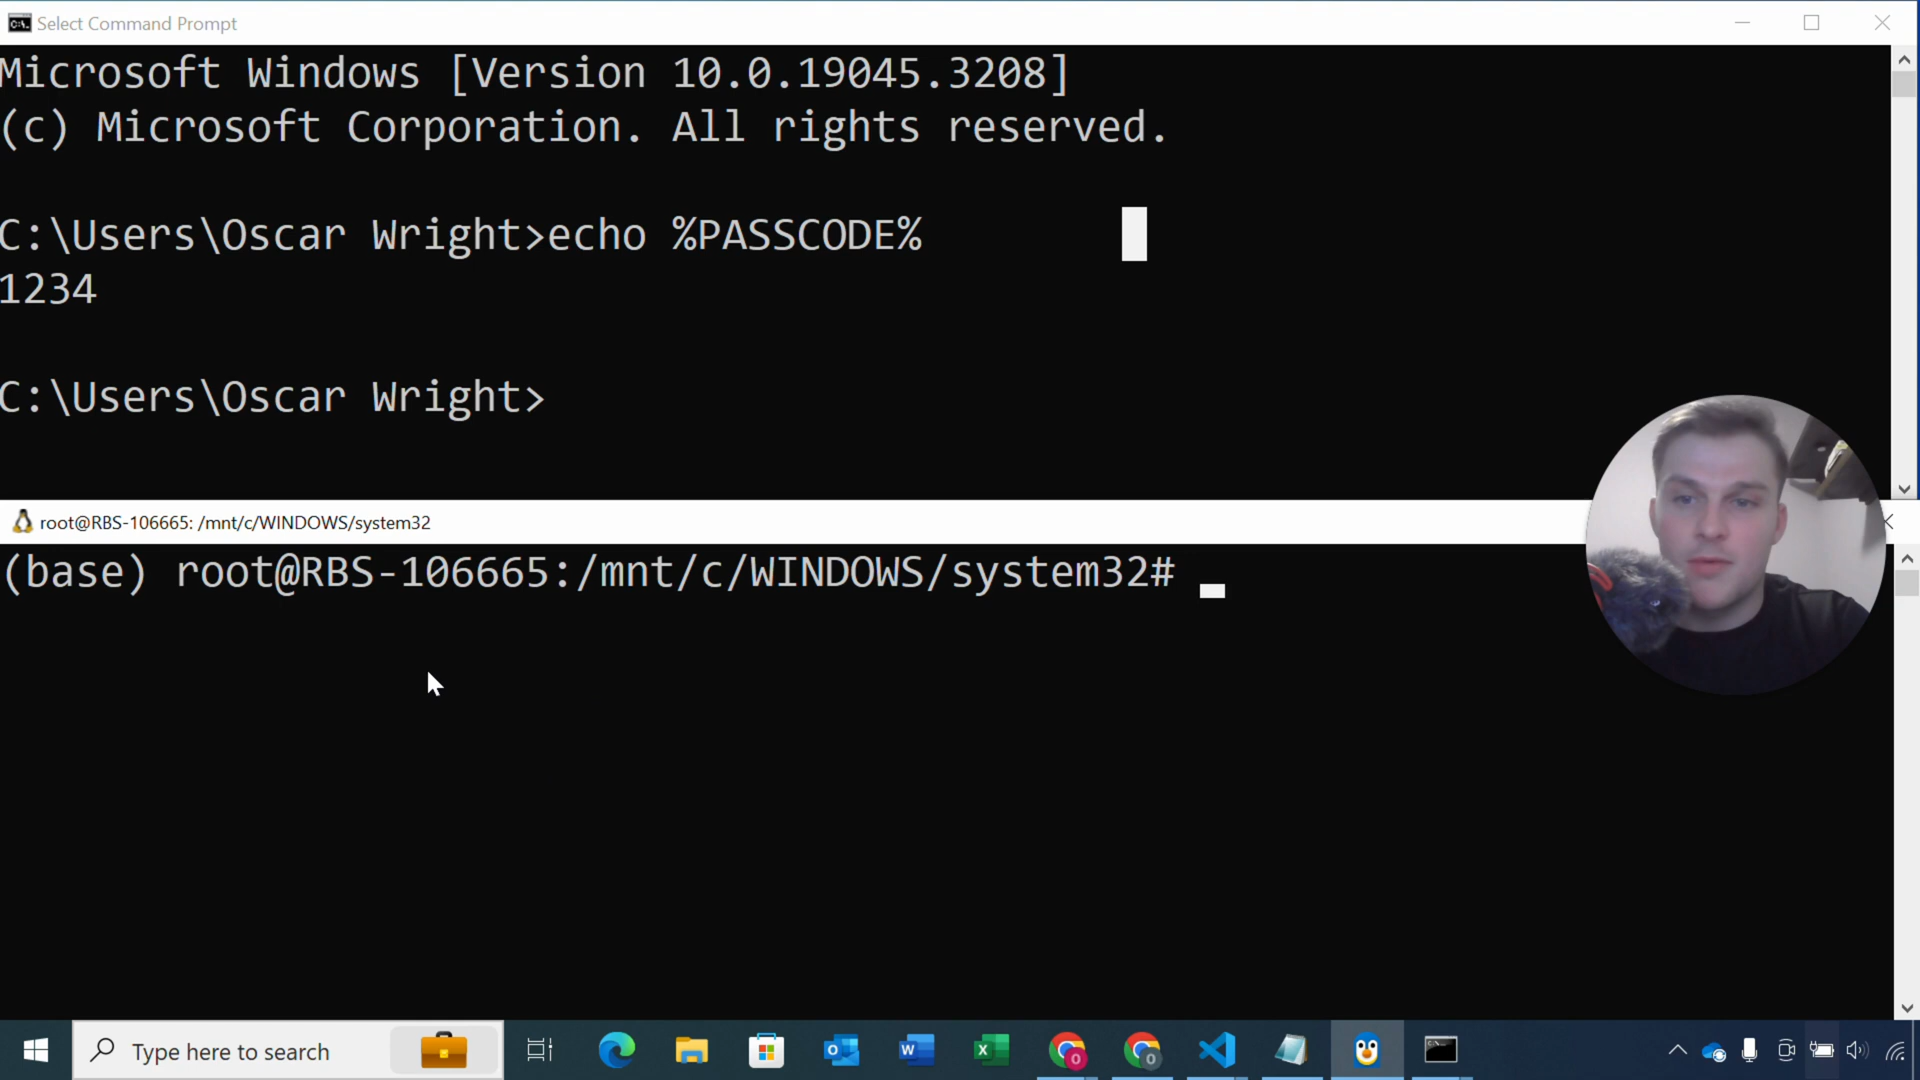 Select Command Prompt
Microsoft Windows [Version 10.0.19045.3208]
(c) Microsoft Corporation. All rights reserved.
C:\Users\Oscar Wright>echo %PASSCODE%
1234
C:\Users\Oscar Wright>
root@RBS-106665: /mnt/c/WINDOWS/system32
(base) root@RBS-106665:/mnt/c/WINDOWS/system32#
Type here to search